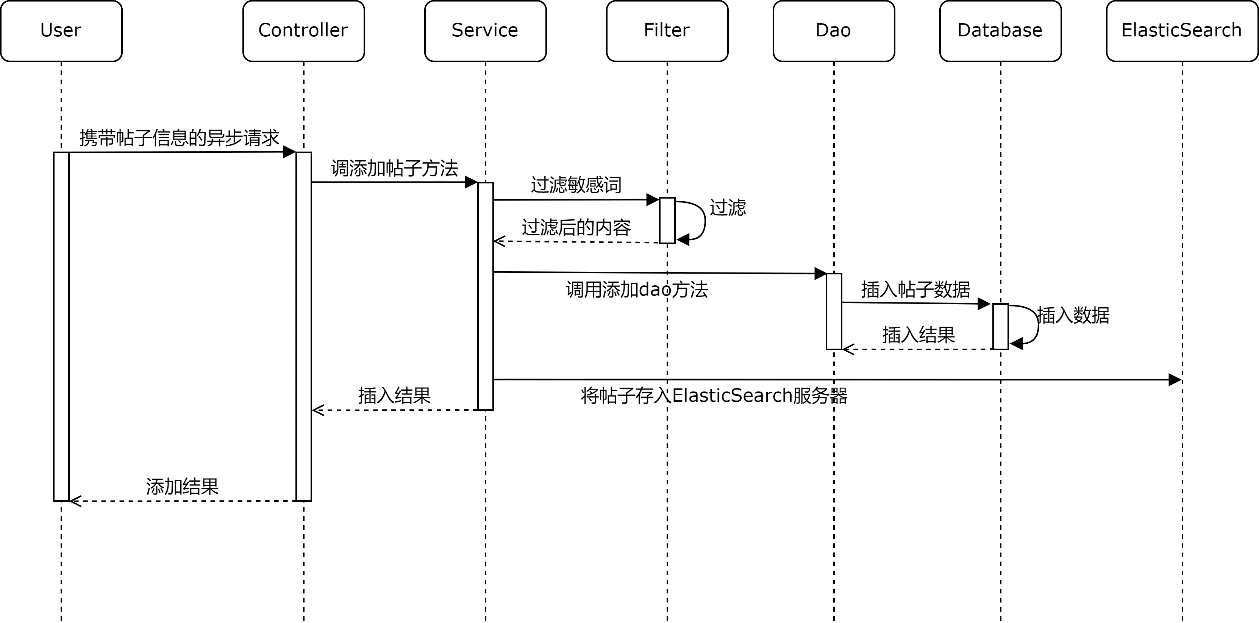 User
Controller
Service
Filter
Dao
Database
ElasticSearch
携带帖子信息的异步请求
调添加帖子方法
过滤敏感词
过滤
过滤后的内容
调用添加dao方法
插入帖子数据
插入数据
插入结果
将帖子存入ElasticSearch服务器
插入结果
添加结果